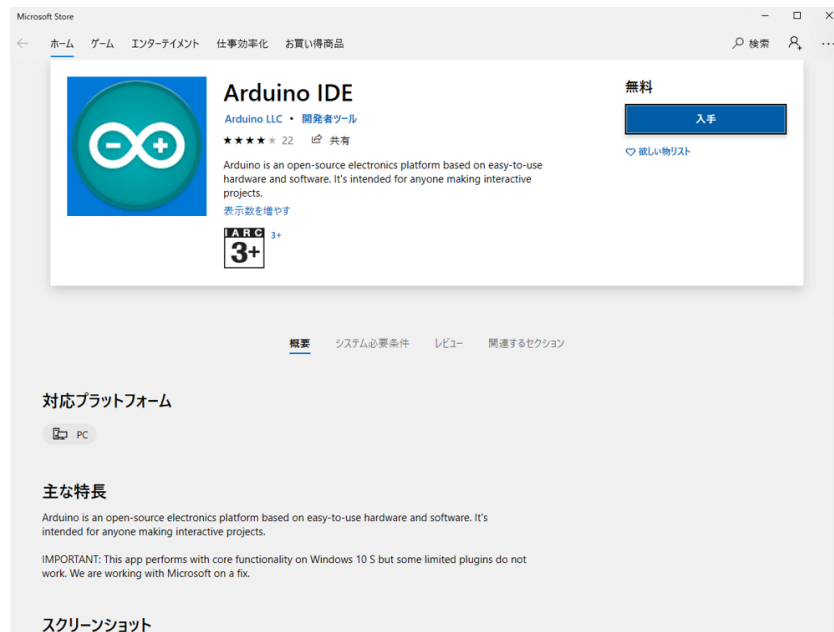 Microsoft Store
ホーム ゲーム エンターテイメント 仕事効率化 お買い得商品
検索
Arduino IDE
Arduino LLC • 開発者ツール
★★★★★ 22 共有
Arduino is an open-source electronics platform based on easy-to-use
hardware and software. It's intended for anyone making interactive
projects.
表示数を増やす
IARC
3+
3+
無料
入手
欲しい物リスト
概要 システム必要条件 レビュー 関連するセクション
対応プラットフォーム
PC
主な特長
Arduino is an open-source electronics platform based on easy-to-use hardware and software. It's
intended for anyone making interactive projects.
IMPORTANT: This app performs with core functionality on Windows 10 S but some limited plugins do not
work. We are working with Microsoft on a fix.
スクリーンショット